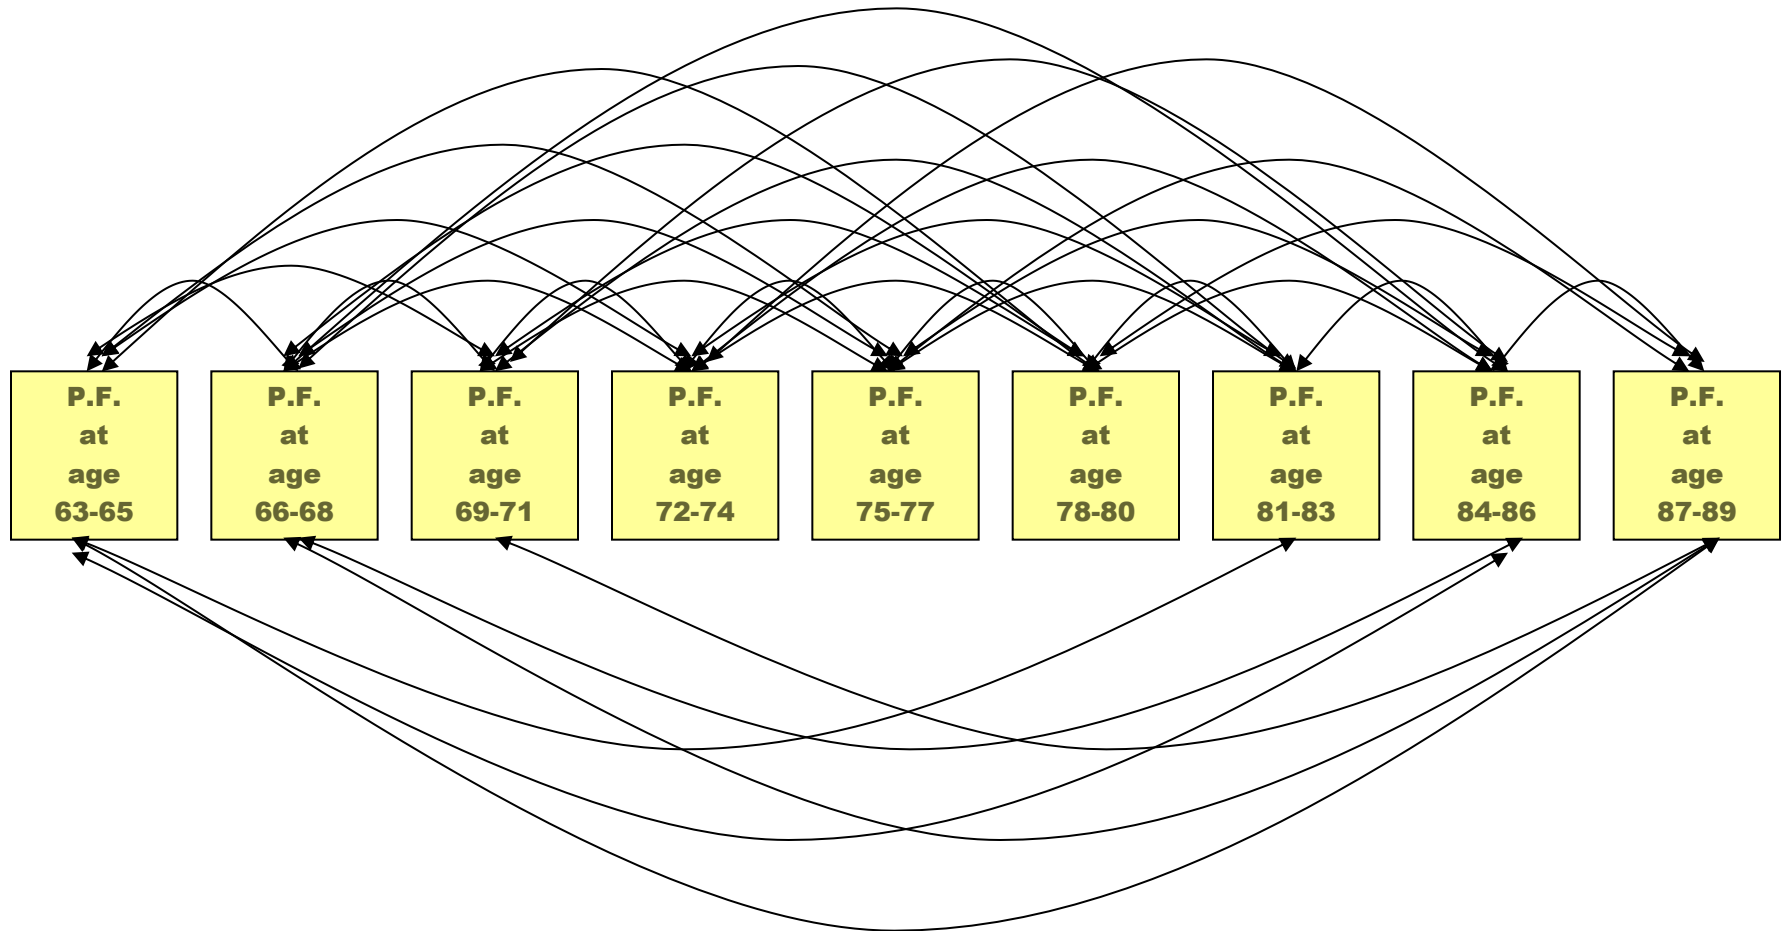 P.F.
at
age
63-65
P.F.
at
age
66-68
P.F.
at
age
69-71
P.F.
at
age
72-74
P.F.
at
age
75-77
P.F.
at
age
78-80
P.F.
at
age
81-83
P.F.
at
age
84-86
P.F.
at
age
87-89